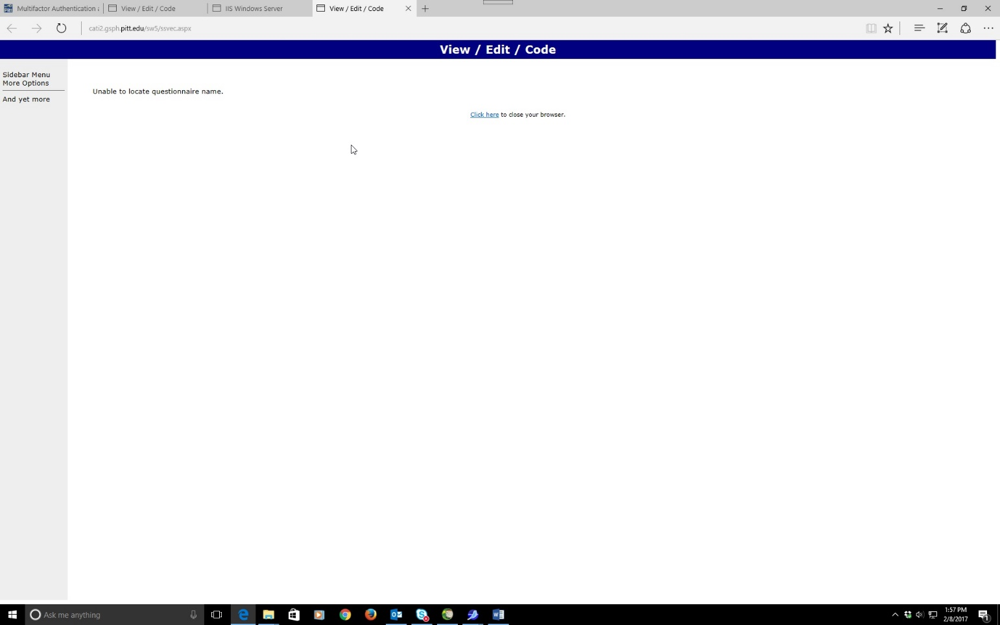 Multifactor Authentication a
View / Edit / Code
IIS Windows Server
View / Edit / Code
cati2.gsph.pitt.edu/sw5/ssvec.aspx
View / Edit / Code
Sidebar Menu
More Options
And yet more
Unable to locate questionnaire name.
Click here to close your browser.
Ask me anything
1:57 PM
2/8/2017
1